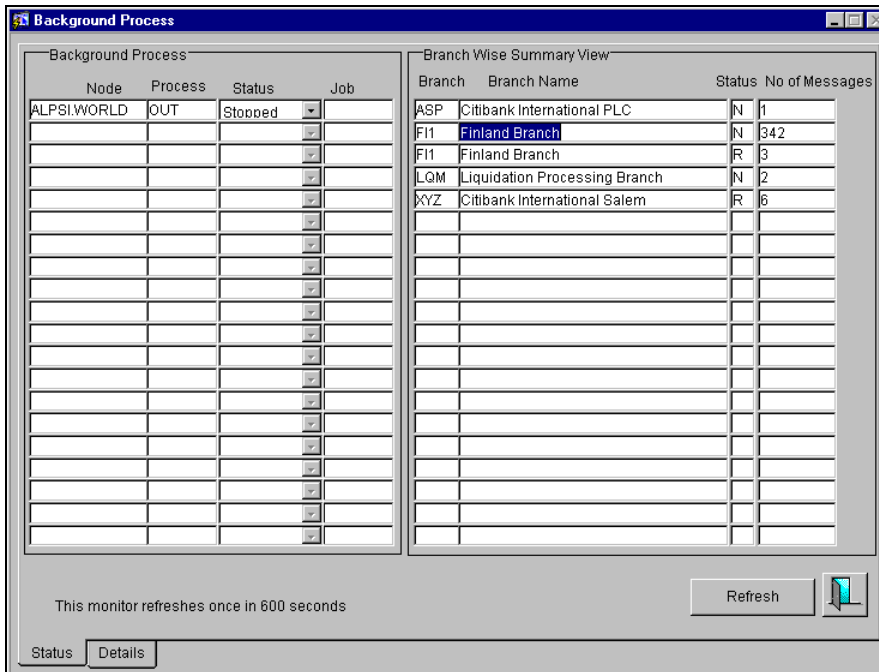 Background Process
Background Process
Node Process Status Job
ALPSI.WORLD OUT Stopped
Branch Wise Summary View
Branch Branch Name Status No of Messages
ASP Citibank International PLC N 1
FI1 Finland Branch N 342
FI1 Finland Branch R 3
LQM Liquidation Processing Branch N 2
XYZ Citibank International Salem R 6
This monitor refreshes once in 600 seconds
Refresh
Status Details